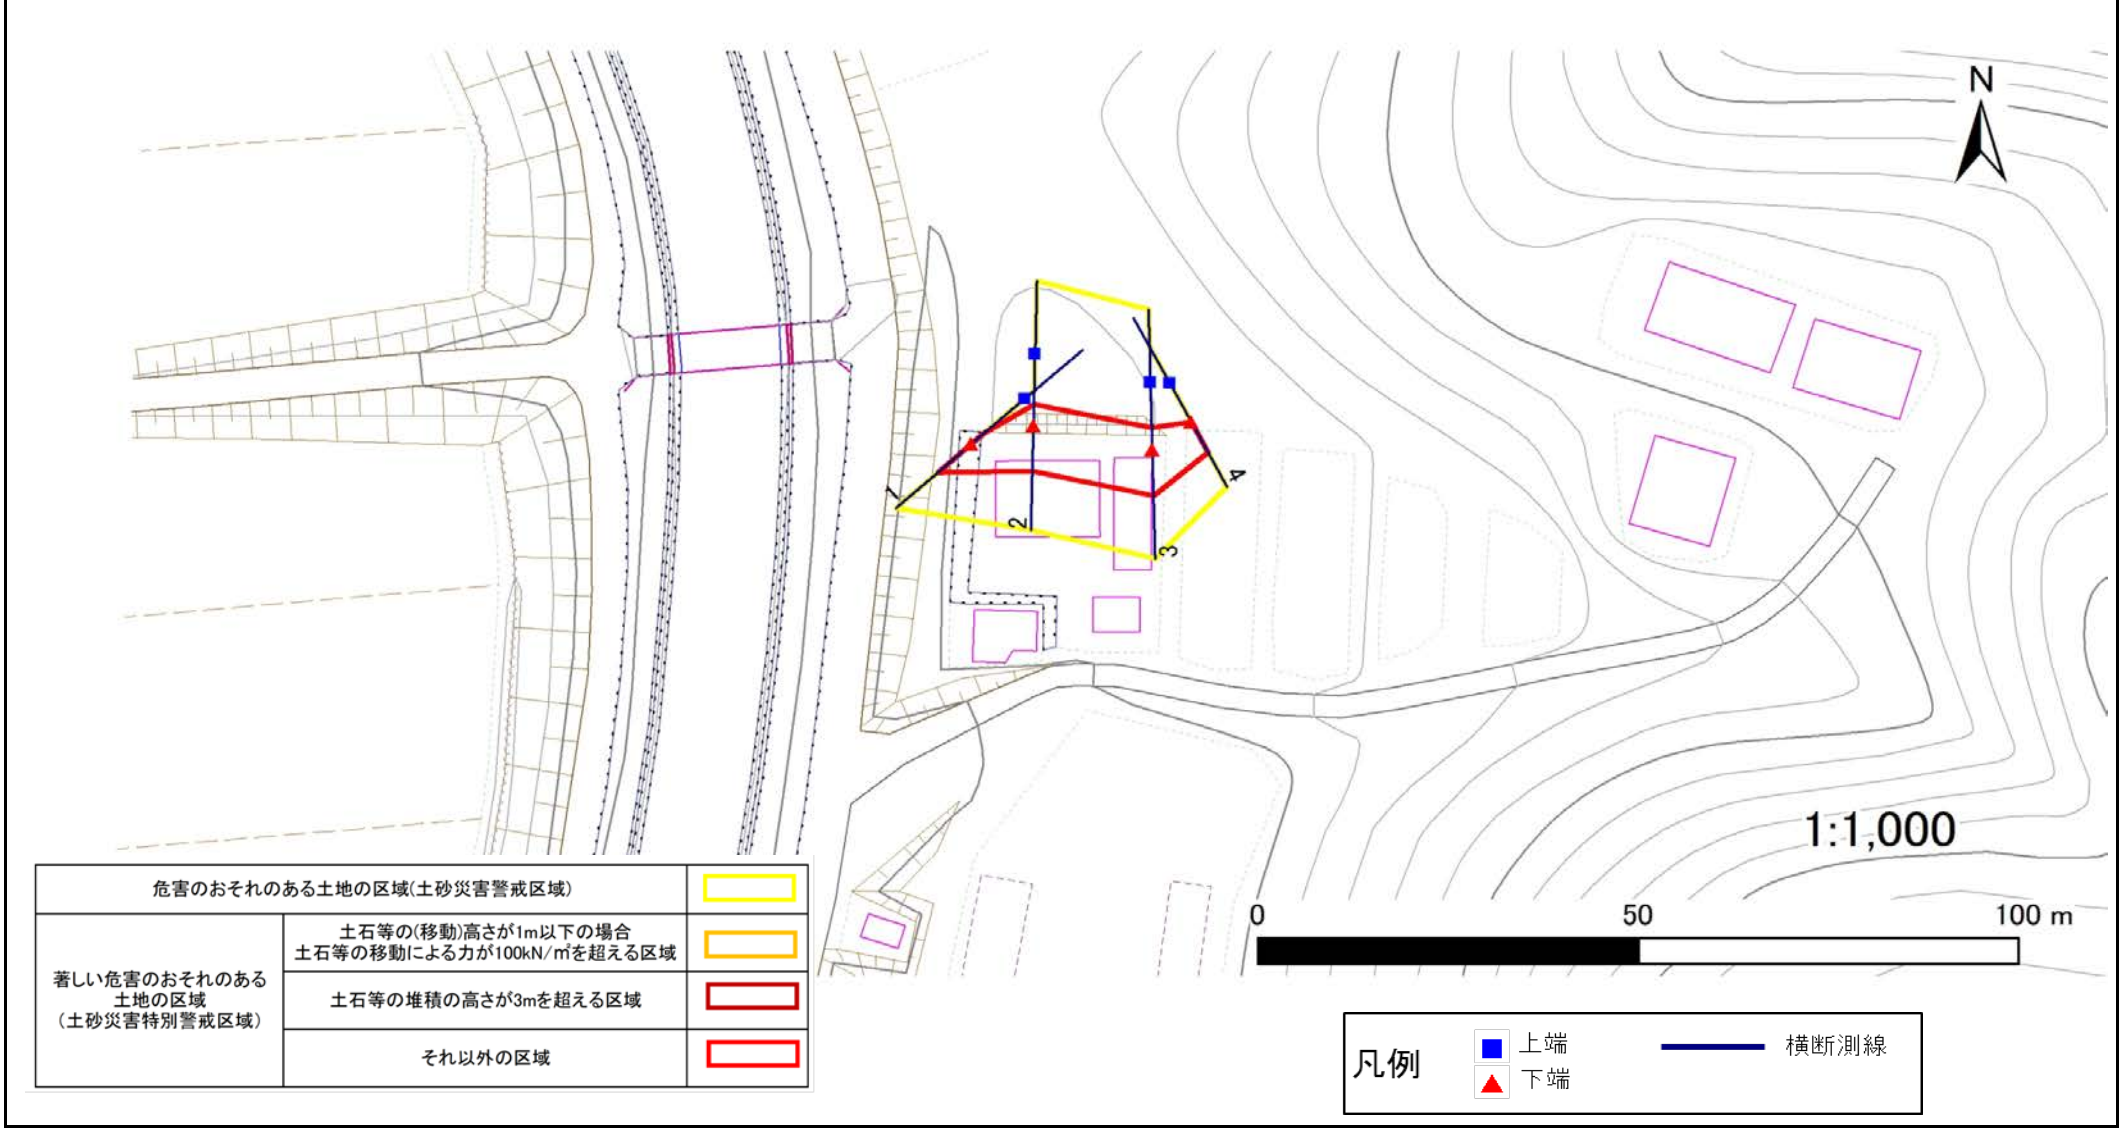 N
1
2
3
4
1:1,000
0 50 100 m
危害のおそれのある土地の区域(土砂災害警戒区域)
著しい危害のおそれのある
土地の区域
(土砂災害特別警戒区域)
土石等の(移動)高さが1m以下の場合
土石等の移動による力が100kN/㎡を超える区域
土石等の堆積の高さが3mを超える区域
それ以外の区域
凡例
上端
下端
横断測線